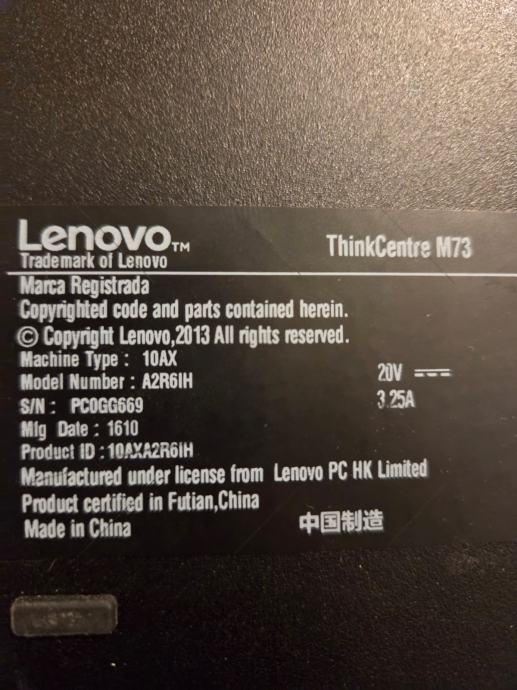 Lenovo™
Trademark of Lenovo
ThinkCentre M73
Marca Registrada
Copyrighted code and parts contained herein.
© Copyright Lenovo,2013 All rights reserved.
Machine Type : 10AX
Model Number : A2R6IH
20V ⎓
S/N : PC0GG669
3.25A
Mfg Date : 1610
Product ID :10AXA2R6IH
Manufactured under license from Lenovo PC HK Limited
Product certified in Futian,China
Made in China
中国制造